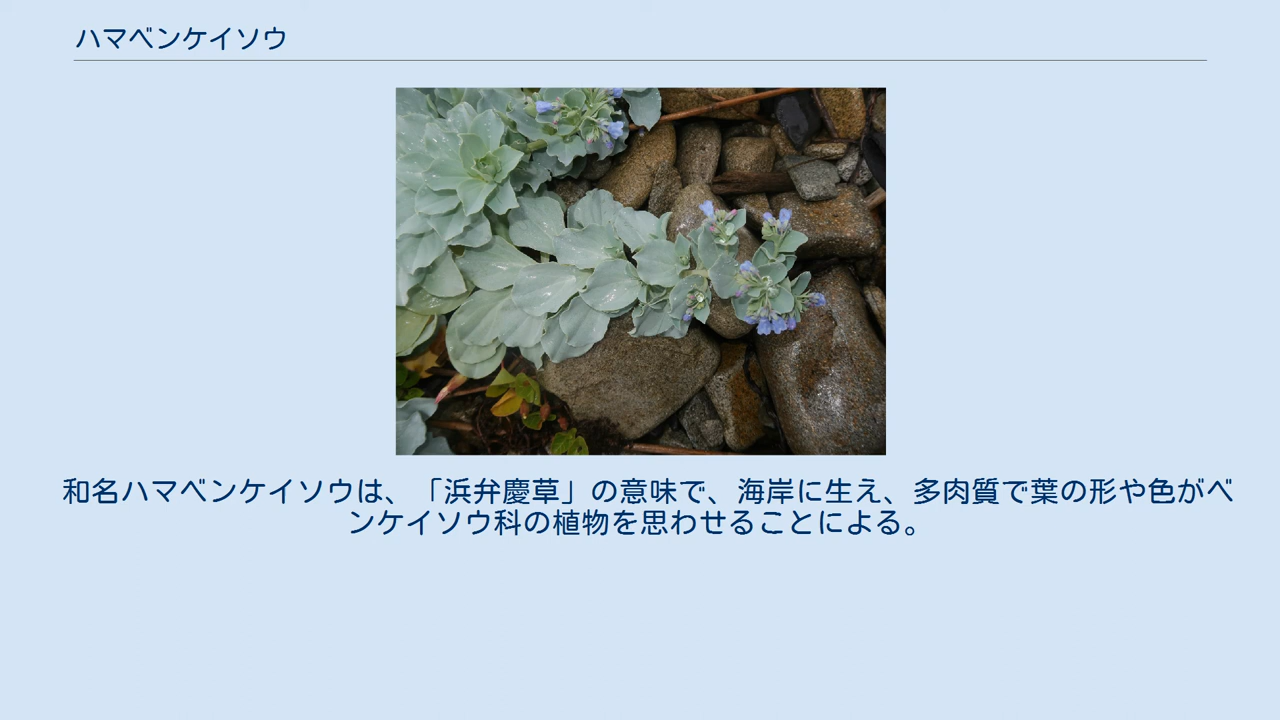 ハマベンケイソウ
和名ハマベンケイソウは、「浜弁慶草」の意味で、海岸に生え、多肉質で葉の形や色がベ
ンケイソウ科の植物を思わせることによる。